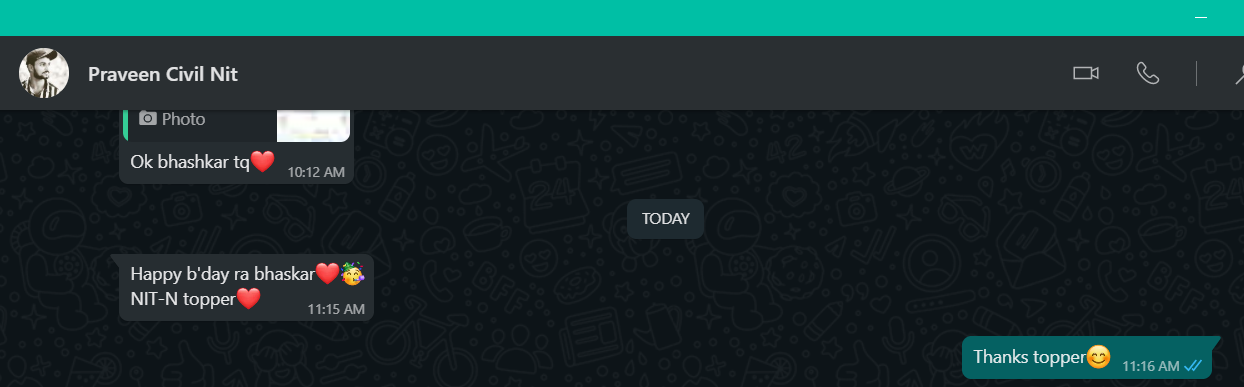 Praveen Civil Nit
Photo
Ok bhashkar tq❤️
10:12 AM
TODAY
Happy b'day ra bhaskar❤️🥳
NIT-N topper❤️
11:15 AM
Thanks topper😊
11:16 AM